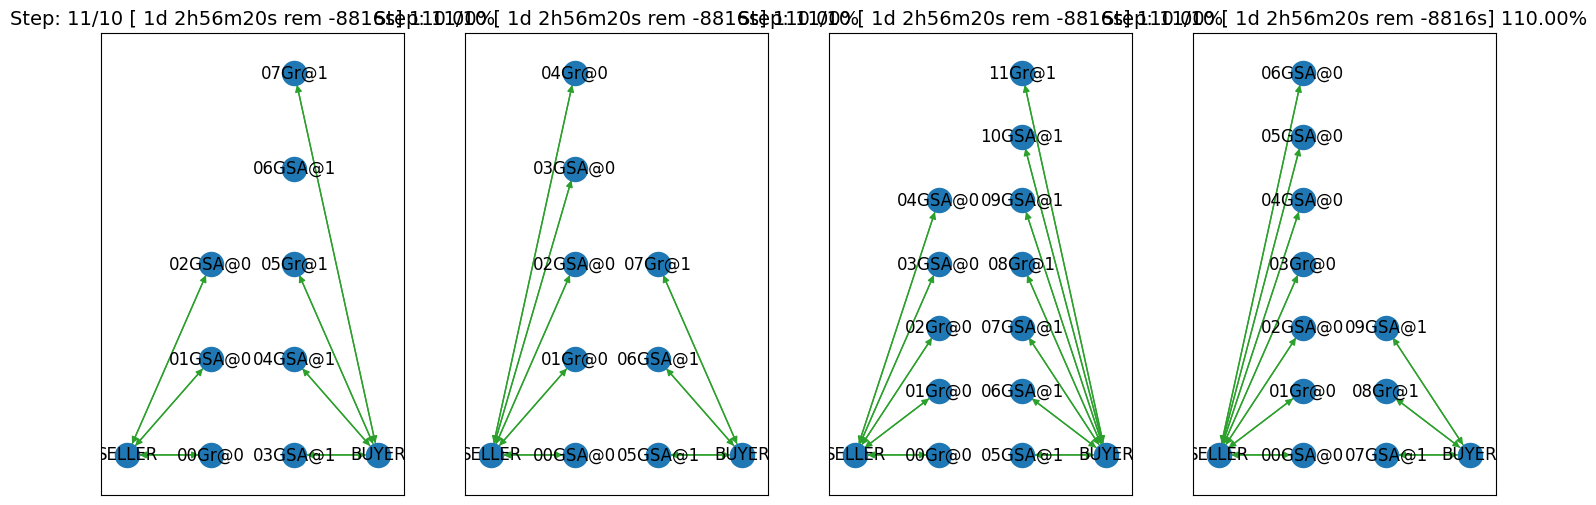 Step: 11/10 [ 1d 2h56m20s rem -8816s] 110.00%
Step: 11/10 [ 1d 2h56m20s rem -8816s] 110.00%
Step: 11/10 [ 1d 2h56m20s rem -8816s] 110.00%
Step: 11/10 [ 1d 2h56m20s rem -8816s] 110.00%
07Gr@1
06GSA@1
02GSA@0 05Gr@1
01GSA@0 04GSA@1
SELLER 00Gr@0 03GSA@1 BUYER
04Gr@0
03GSA@0
02GSA@0 07Gr@1
01Gr@0 06GSA@1
SELLER 00GSA@0 05GSA@1 BUYER
11Gr@1
10GSA@1
04GSA@0 09GSA@1
03GSA@0 08Gr@1
02Gr@0 07GSA@1
01Gr@0 06GSA@1
SELLER 00Gr@0 05GSA@1 BUYER
06GSA@0
05GSA@0
04GSA@0
03Gr@0
02GSA@0 09GSA@1
01Gr@0 08Gr@1
SELLER 00GSA@0 07GSA@1 BUYER